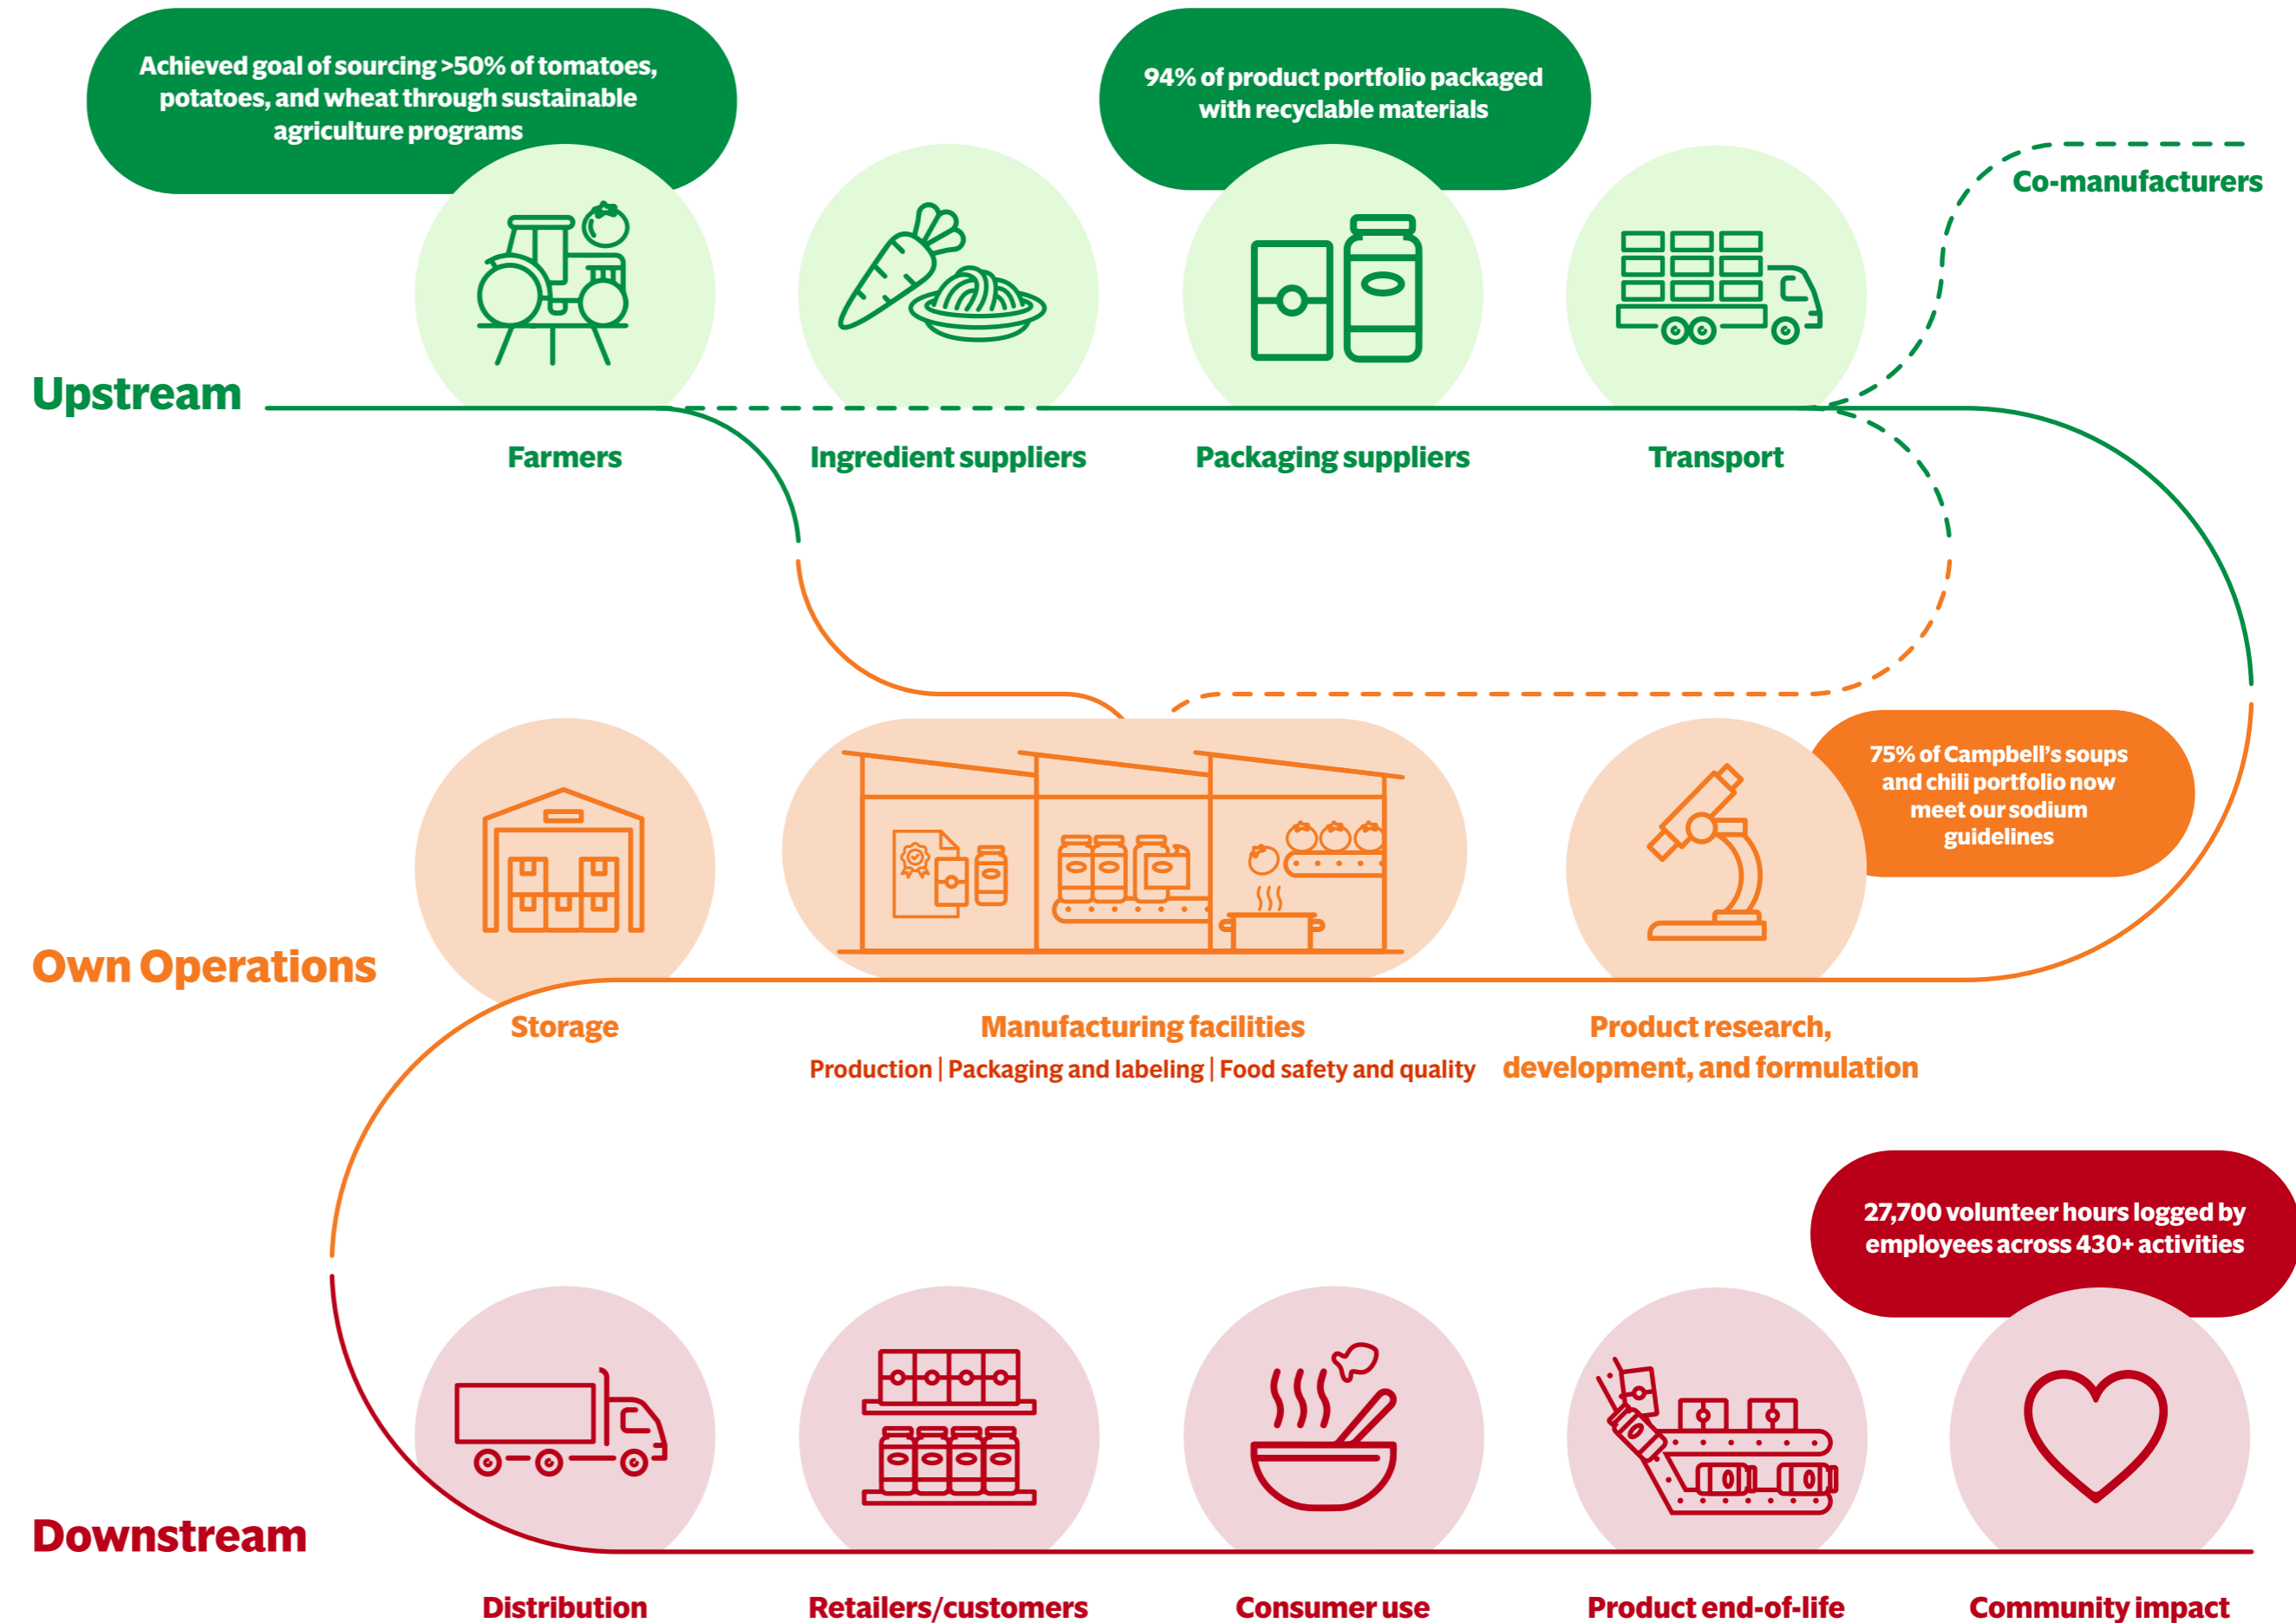 Achieved goal of sourcing >50% of tomatoes,
potatoes, and wheat through sustainable
agriculture programs
94% of product portfolio packaged
with recyclable materials
Co-manufacturers
Upstream
Farmers
Ingredient suppliers
Packaging suppliers
Transport
75% of Campbell’s soups
and chili portfolio now
meet our sodium
guidelines
Own Operations
Storage
Manufacturing facilities
Production | Packaging and labeling | Food safety and quality
Product research,
development, and formulation
27,700 volunteer hours logged by
employees across 430+ activities
Downstream
Distribution
Retailers/customers
Consumer use
Product end-of-life
Community impact